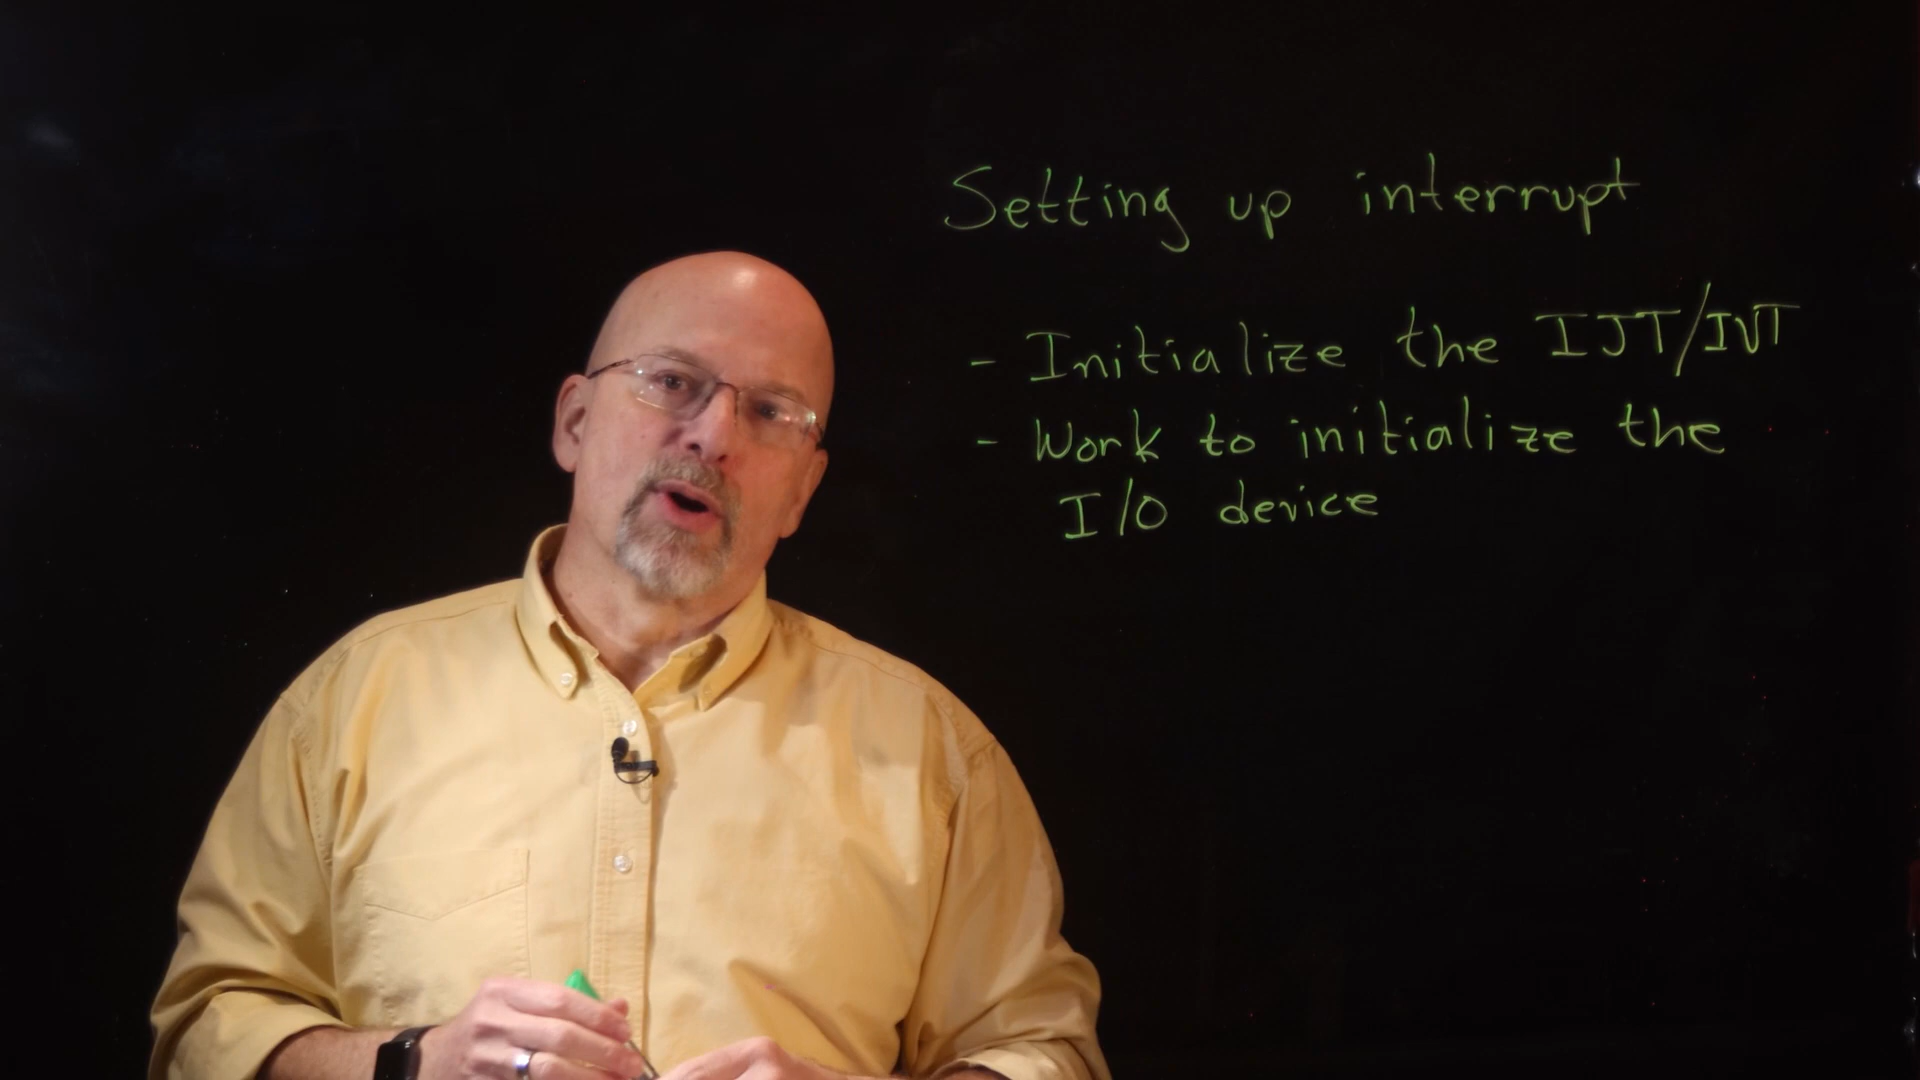 Setting up interrupt
- Initialize the IJT/IVT
- Work to initialize the
I/O device